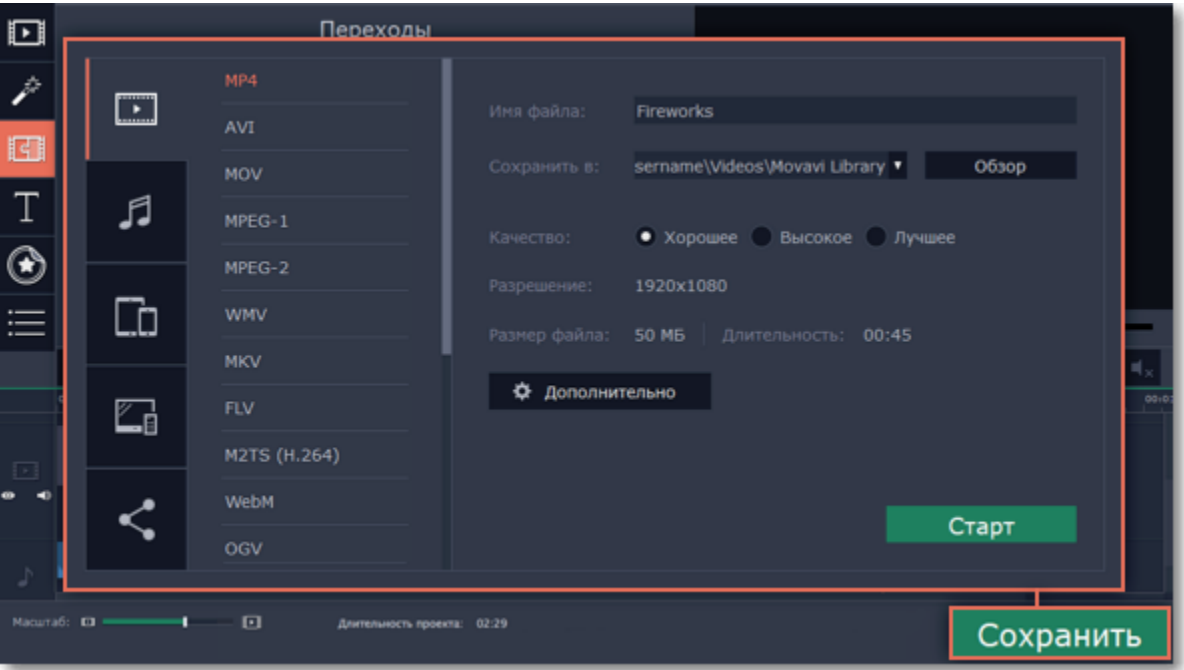 Переходы
MP4
AVI
MOV
MPEG-1
MPEG-2
WMV
MKV
FLV
M2TS (H.264)
WebM
OGV
Имя файла: Fireworks
Сохранить в: sername\Videos\Movavi Library Обзор
Качество: Хорошее Высокое Лучшее
Разрешение: 1920x1080
Размер файла: 50 МБ Длительность: 00:45
Дополнительно
Старт
Масштаб: Длительность проекта: 02:29
Сохранить